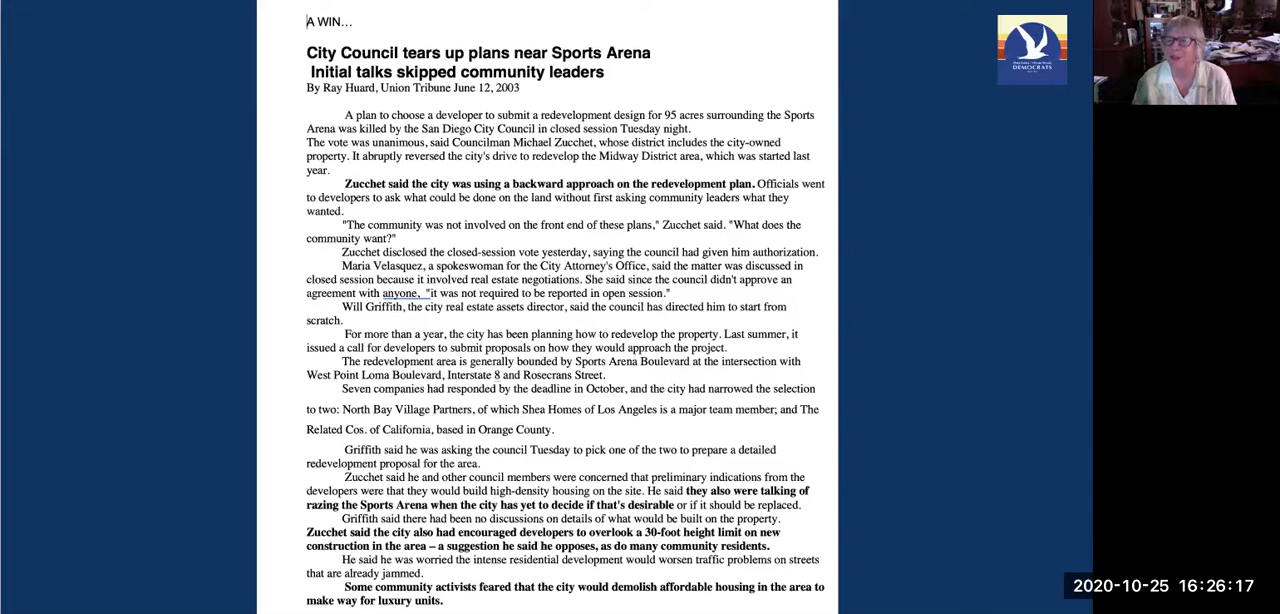 A WIN…
City Council tears up plans near Sports Arena
Initial talks skipped community leaders
By Ray Huard, Union Tribune June 12, 2003
A plan to choose a developer to submit a redevelopment design for 95 acres surrounding the Sports
Arena was killed by the San Diego City Council in closed session Tuesday night.
The vote was unanimous, said Councilman Michael Zucchet, whose district includes the city-owned
property. It abruptly reversed the city's drive to redevelop the Midway District area, which was started last
year.
Zucchet said the city was using a backward approach on the redevelopment plan. Officials went
to developers to ask what could be done on the land without first asking community leaders what they
wanted.
"The community was not involved on the front end of these plans," Zucchet said. "What does the
community want?"
Zucchet disclosed the closed-session vote yesterday, saying the council had given him authorization.
Maria Velasquez, a spokeswoman for the City Attorney's Office, said the matter was discussed in
closed session because it involved real estate negotiations. She said since the council didn't approve an
agreement with anyone, "it was not required to be reported in open session."
Will Griffith, the city real estate assets director, said the council has directed him to start from
scratch.
For more than a year, the city has been planning how to redevelop the property. Last summer, it
issued a call for developers to submit proposals on how they would approach the project.
The redevelopment area is generally bounded by Sports Arena Boulevard at the intersection with
West Point Loma Boulevard, Interstate 8 and Rosecrans Street.
Seven companies had responded by the deadline in October, and the city had narrowed the selection
to two: North Bay Village Partners, of which Shea Homes of Los Angeles is a major team member; and The
Related Cos. of California, based in Orange County.
Griffith said he was asking the council Tuesday to pick one of the two to prepare a detailed
redevelopment proposal for the area.
Zucchet said he and other council members were concerned that preliminary indications from the
developers were that they would build high-density housing on the site. He said they also were talking of
razing the Sports Arena when the city has yet to decide if that's desirable or if it should be replaced.
Griffith said there had been no discussions on details of what would be built on the property.
Zucchet said the city also had encouraged developers to overlook a 30-foot height limit on new
construction in the area – a suggestion he said he opposes, as do many community residents.
He said he was worried the intense residential development would worsen traffic problems on streets
that are already jammed.
Some community activists feared that the city would demolish affordable housing in the area to
make way for luxury units.
DEMOCRATS
2020-10-25 16:26:17